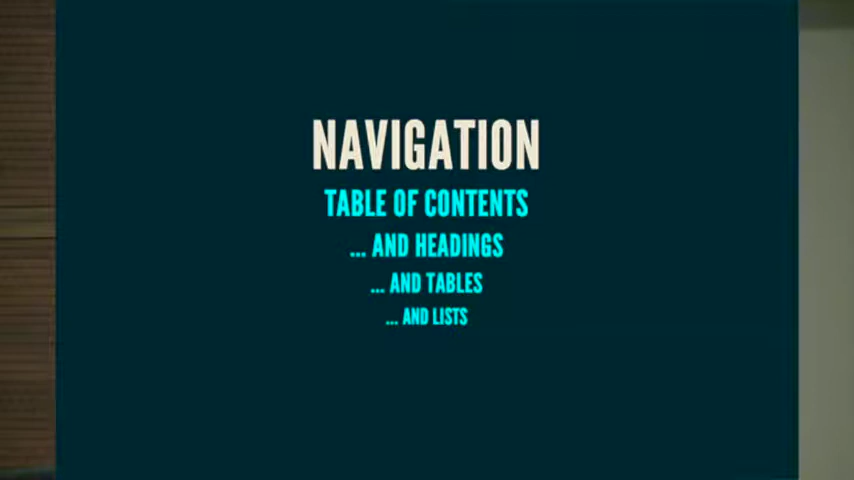 NAVIGATION
TABLE OF CONTENTS
... AND HEADINGS
... AND TABLES
... AND LISTS